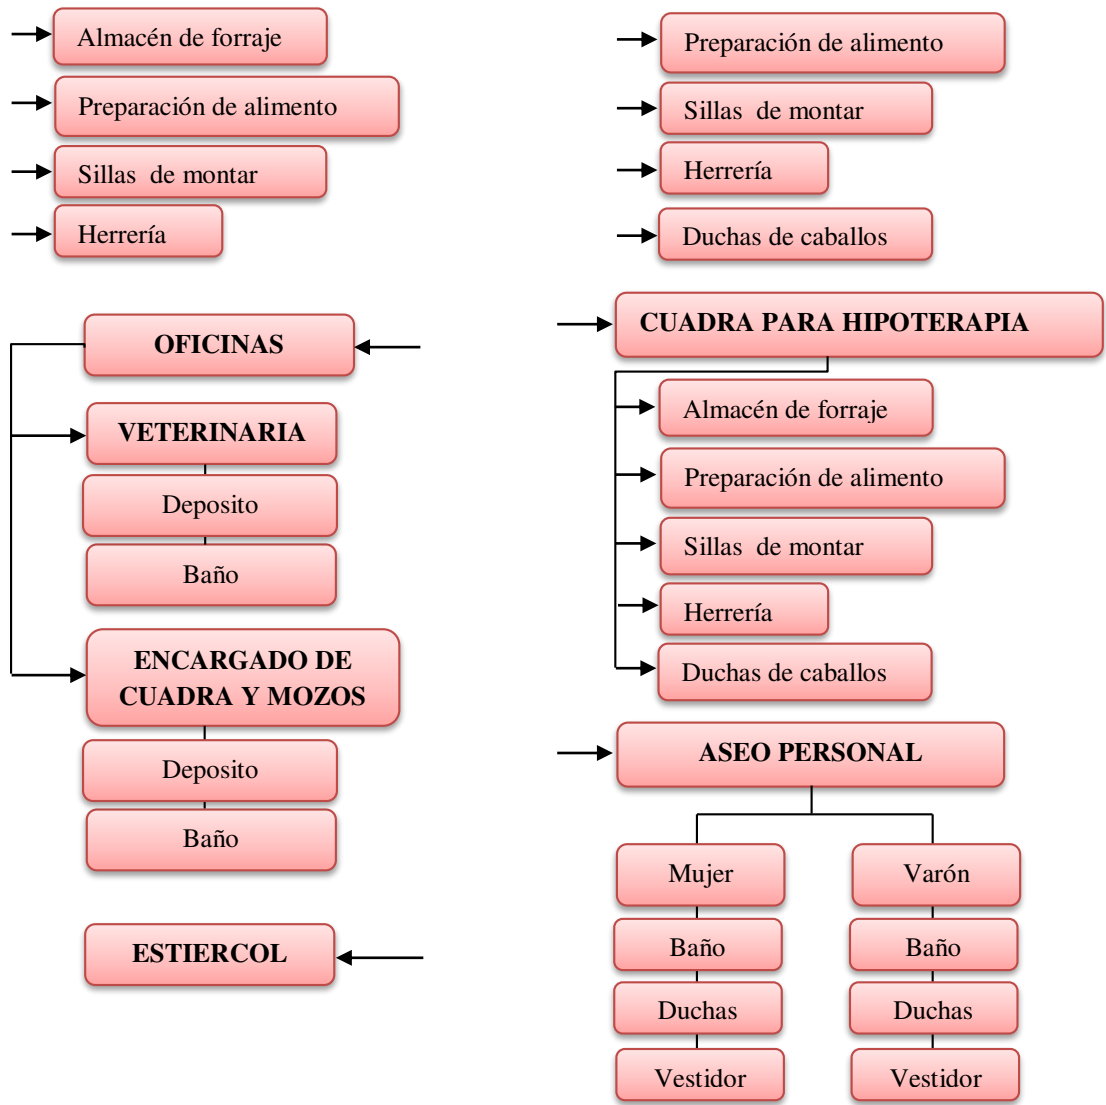 Almacén de forraje
Preparación de alimento
Sillas de montar
Herrería
OFICINAS
VETERINARIA
Deposito
Baño
ENCARGADO DE
CUADRA Y MOZOS
Deposito
Baño
ESTIERCOL
Preparación de alimento
Sillas de montar
Herrería
Duchas de caballos
CUADRA PARA HIPOTERAPIA
Almacén de forraje
Preparación de alimento
Sillas de montar
Herrería
Duchas de caballos
ASEO PERSONAL
Mujer
Baño
Duchas
Vestidor
Varón
Baño
Duchas
Vestidor